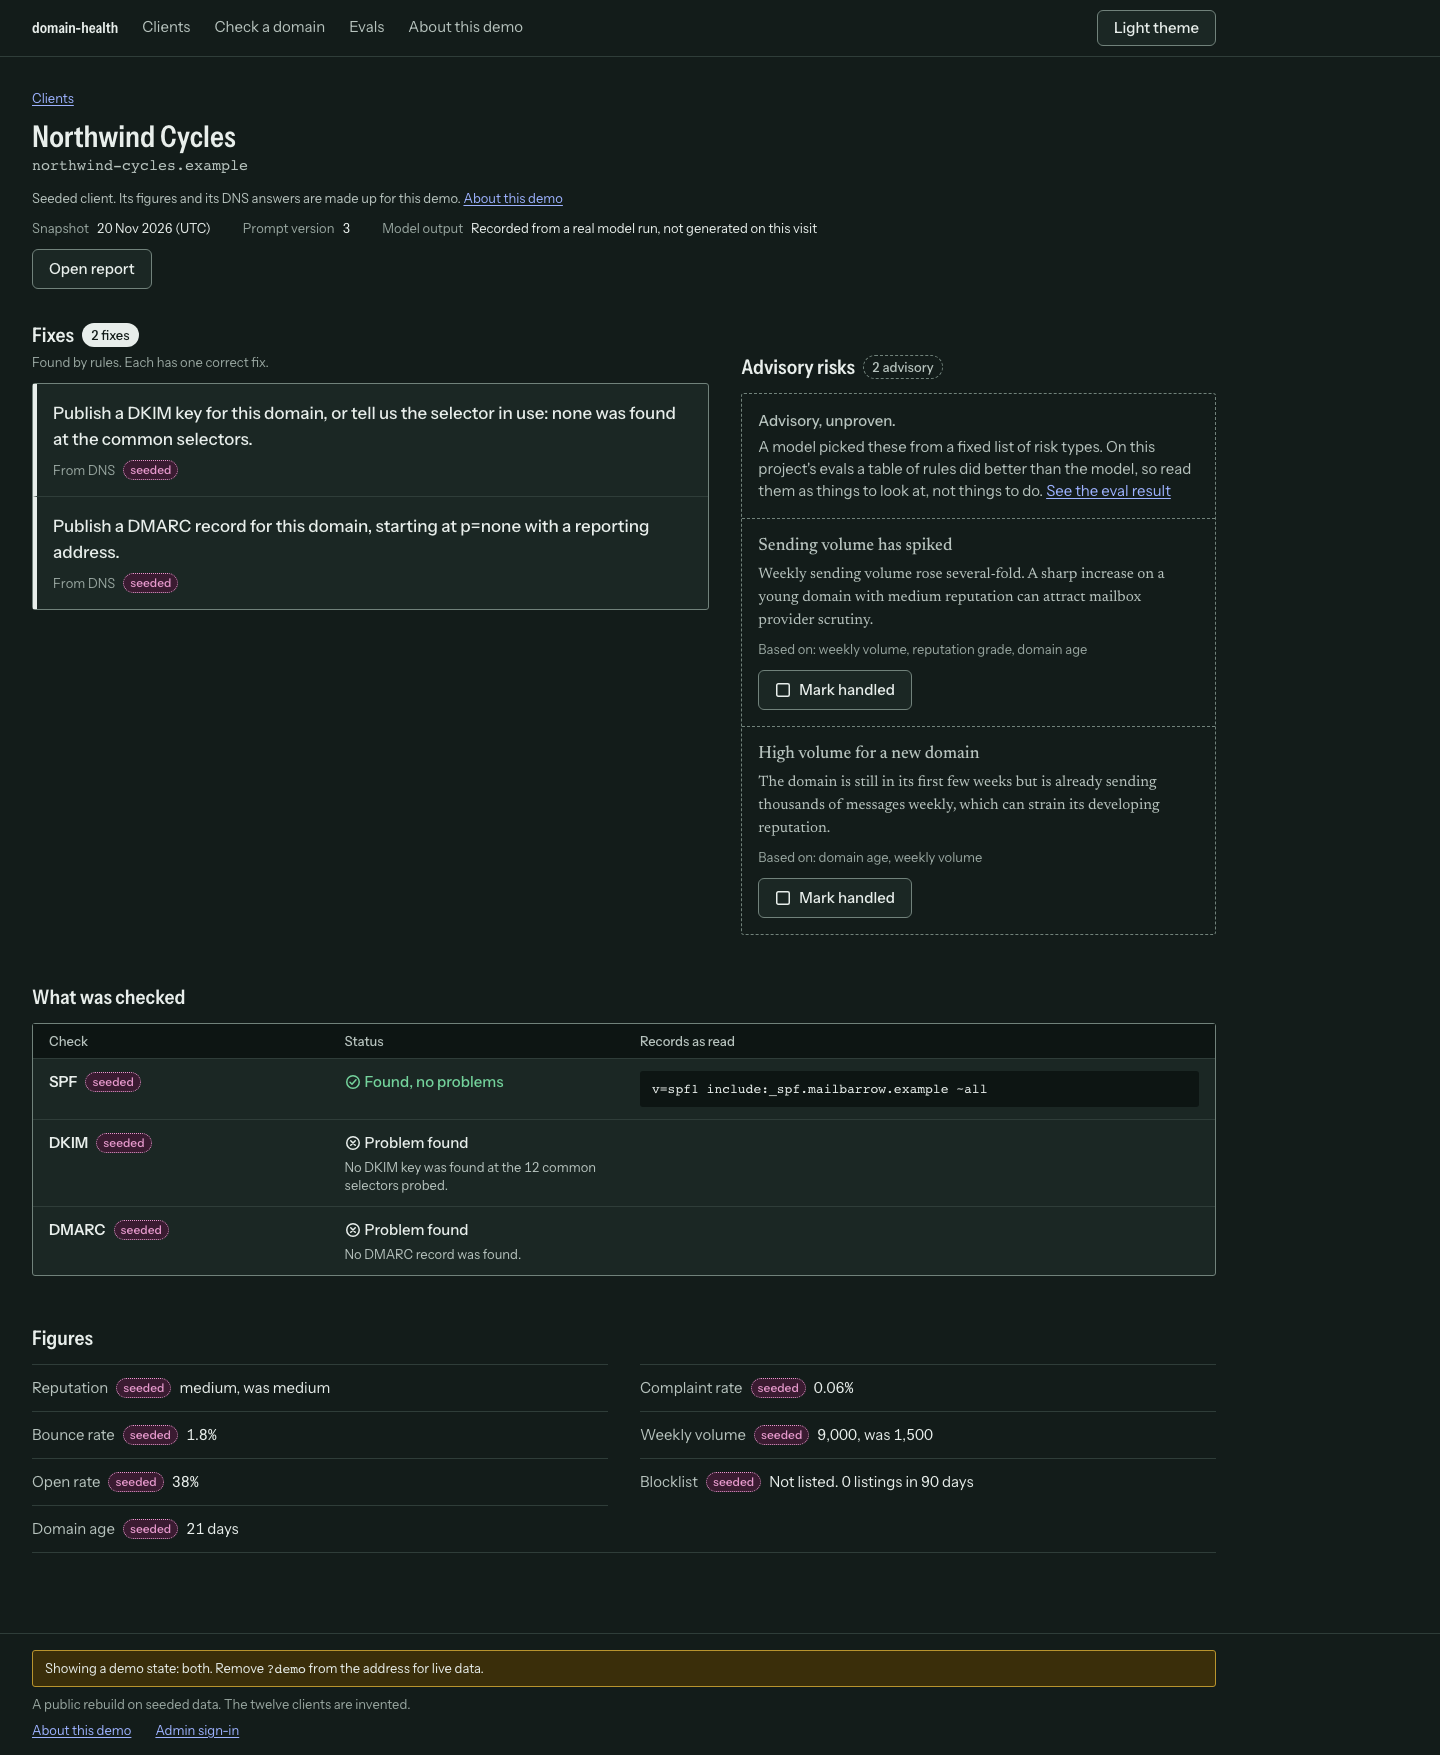 domain-health Clients Check a domain Evals About this demo Light theme
Clients
Northwind Cycles
northwind-cycles.example
Seeded client. Its figures and its DNS answers are made up for this demo. About this demo
Snapshot 20 Nov 2026 (UTC) Prompt version 3 Model output Recorded from a real model run, not generated on this visit
Open report
Fixes 2 fixes
Found by rules. Each has one correct fix.
Publish a DKIM key for this domain, or tell us the selector in use: none was found
at the common selectors.
From DNS seeded
Publish a DMARC record for this domain, starting at p=none with a reporting
address.
From DNS seeded
Advisory risks 2 advisory
Advisory, unproven.
A model picked these from a fixed list of risk types. On this
project's evals a table of rules did better than the model, so read
them as things to look at, not things to do. See the eval result
Sending volume has spiked
Weekly sending volume rose several-fold. A sharp increase on a
young domain with medium reputation can attract mailbox
provider scrutiny.
Based on: weekly volume, reputation grade, domain age
Mark handled
High volume for a new domain
The domain is still in its first few weeks but is already sending
thousands of messages weekly, which can strain its developing
reputation.
Based on: domain age, weekly volume
Mark handled
What was checked
Check Status Records as read
SPF seeded Found, no problems v=spf1 include:_spf.mailbarrow.example ~all
DKIM seeded Problem found
No DKIM key was found at the 12 common
selectors probed.
DMARC seeded Problem found
No DMARC record was found.
Figures
Reputation seeded medium, was medium
Complaint rate seeded 0.06%
Bounce rate seeded 1.8%
Weekly volume seeded 9,000, was 1,500
Open rate seeded 38%
Blocklist seeded Not listed. 0 listings in 90 days
Domain age seeded 21 days
Showing a demo state: both. Remove ?demo from the address for live data.
A public rebuild on seeded data. The twelve clients are invented.
About this demo Admin sign-in